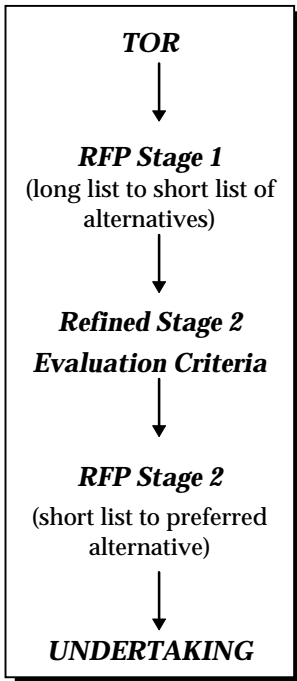 TOR
RFP Stage 1
(long list to short list of
alternatives)
Refined Stage 2
Evaluation Criteria
RFP Stage 2
(short list to preferred
alternative)
UNDERTAKING